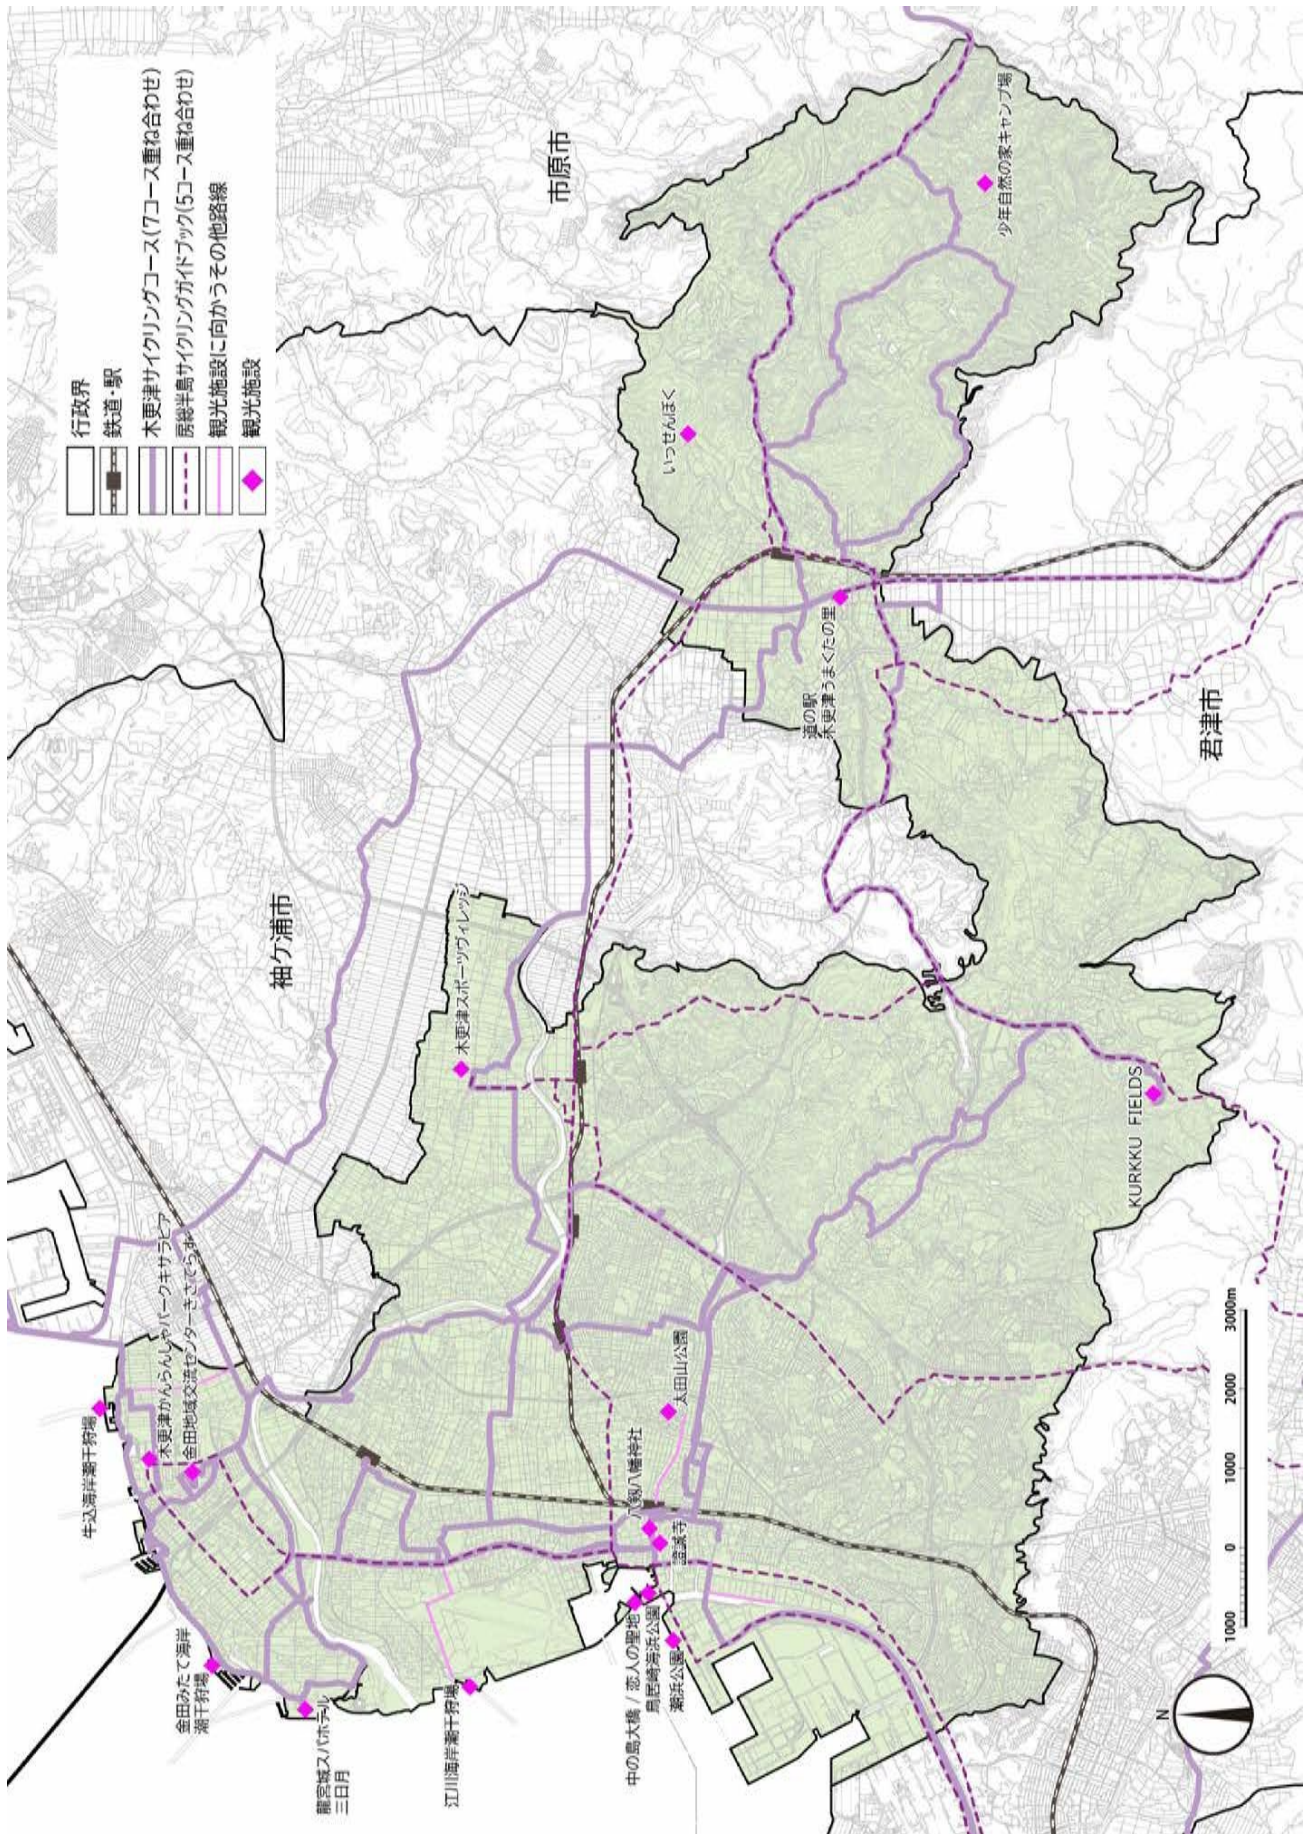 行政界
鉄道・駅
木更津サイクリングコース(7コース重ね合わせ)
房総半島サイクリングガイドブック(5コース重ね合わせ)
観光施設に向かうその他路線
観光施設
市原市
袖ケ浦市
君津市
少年自然の家キャンプ場
いっせんぼく
道の駅
木更津うまくたの里
木更津スポーツヴィレッジ
KURKKU FIELDS
木更津かんらんしゃパークキサラピア
金田地域交流センターきさてらす
牛込海岸潮干狩場
金田みたて海岸
潮干狩場
龍宮城スパホテル
三日月
江川海岸潮干狩場
太田山公園
八剱八幡神社
證誠寺
中の島大橋 / 恋人の聖地
鳥居崎海浜公園
潮浜公園
N
1000 0 1000 2000 3000m